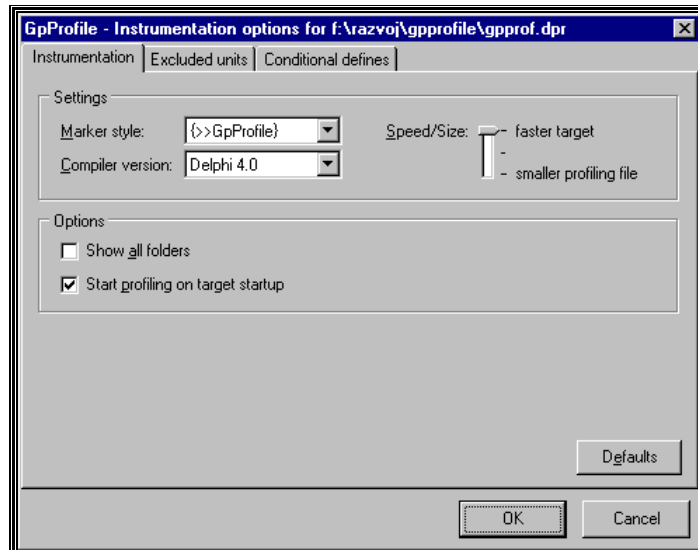 GpProfile - Instrumentation options for f:\razvoj\gpprofile\gpprof.dpr
Instrumentation Excluded units Conditional defines
Settings
Marker style: {>>GpProfile} Speed/Size: - faster target
Compiler version: Delphi 4.0 - smaller profiling file
Options
Show all folders
Start profiling on target startup
Defaults
OK Cancel